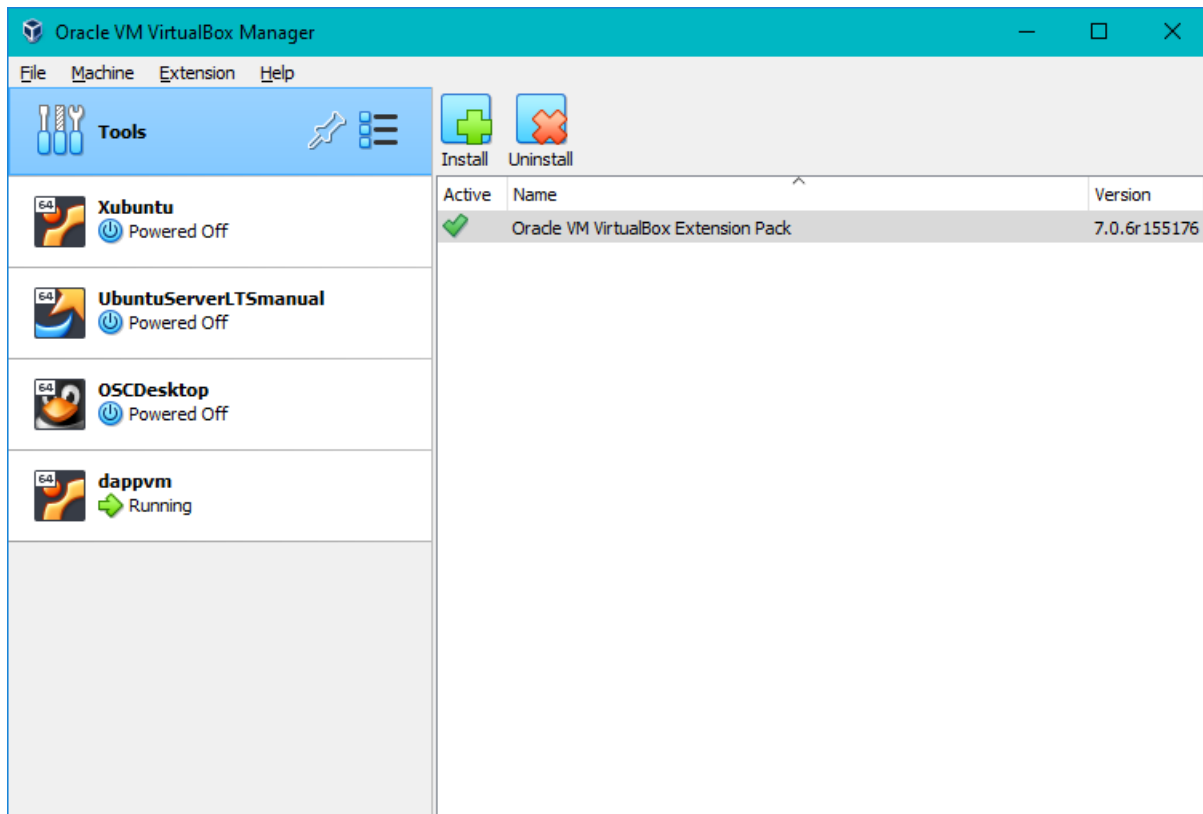 Oracle VM VirtualBox Manager
File Machine Extension Help
Tools
Install Uninstall
Active Name Version
Oracle VM VirtualBox Extension Pack 7.0.6r155176
64 Xubuntu
Powered Off
64 UbuntuServerLTSmanual
Powered Off
64 OSCDesktop
Powered Off
64 dappvm
Running